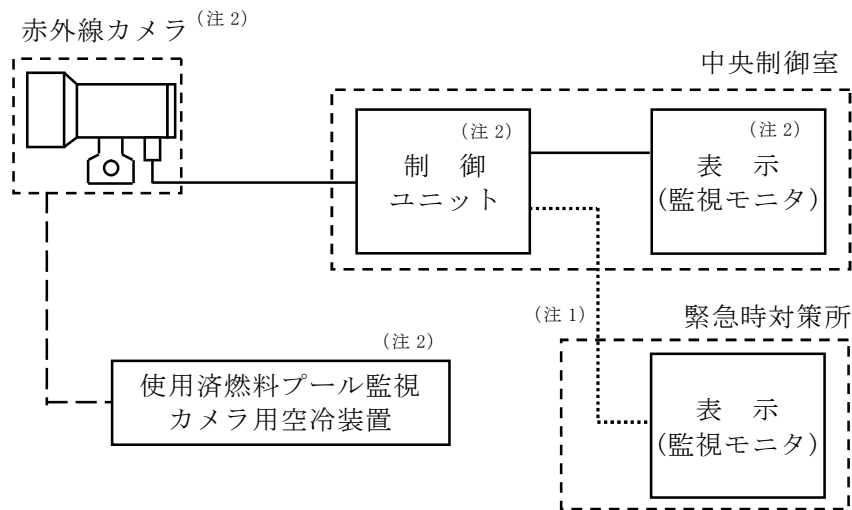 赤外線カメラ（注 2）
中央制御室
（注 2）
制　御
ユニット
（注 2）
表　示
（監視モニタ）
（注 1）
緊急時対策所
表　示
（監視モニタ）
（注 2）
使用済燃料プール監視
カメラ用空冷装置